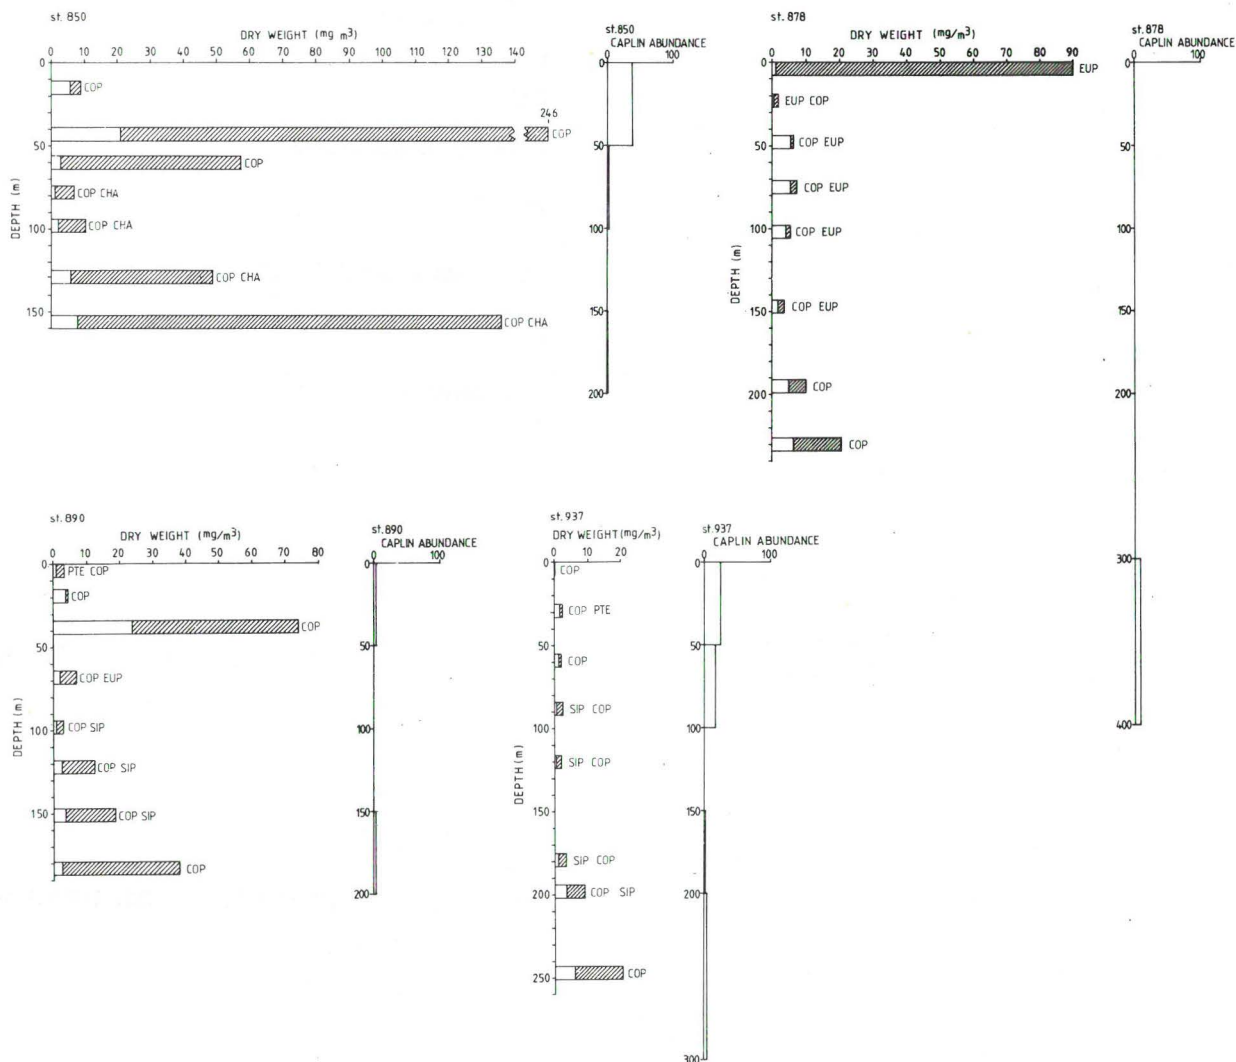 st. 850
DRY WEIGHT (mg m³)
0 10 20 30 40 50 60 70 80 90 100 110 120 130 140
0
50
100
150
DEPTH (m)
COP
246
COP
COP
COP CHA
COP CHA
COP CHA
COP CHA
st.850
CAPLIN ABUNDANCE
0 100
0
50
100
150
200
st. 878
DRY WEIGHT (mg/m³)
0 10 20 30 40 50 60 70 80 90
0
50
100
150
200
DEPTH (m)
EUP
EUP COP
COP EUP
COP EUP
COP EUP
COP EUP
COP
COP
st. 878
CAPLIN ABUNDANCE
0 100
0
50
100
150
200
300
400
st. 890
DRY WEIGHT (mg/m³)
0 10 20 30 40 50 60 70 80
0
50
100
150
DEPTH (m)
PTE COP
COP
COP
COP EUP
COP SIP
COP SIP
COP SIP
COP
st. 890
CAPLIN ABUNDANCE
0 100
0
50
100
150
200
st. 937
DRY WEIGHT (mg/m³)
0 10 20
0
50
100
150
200
250
DEPTH (m)
COP
COP PTE
COP
SIP COP
SIP COP
SIP COP
COP SIP
COP
st.937
CAPLIN ABUNDANCE
0 100
0
50
100
150
200
300